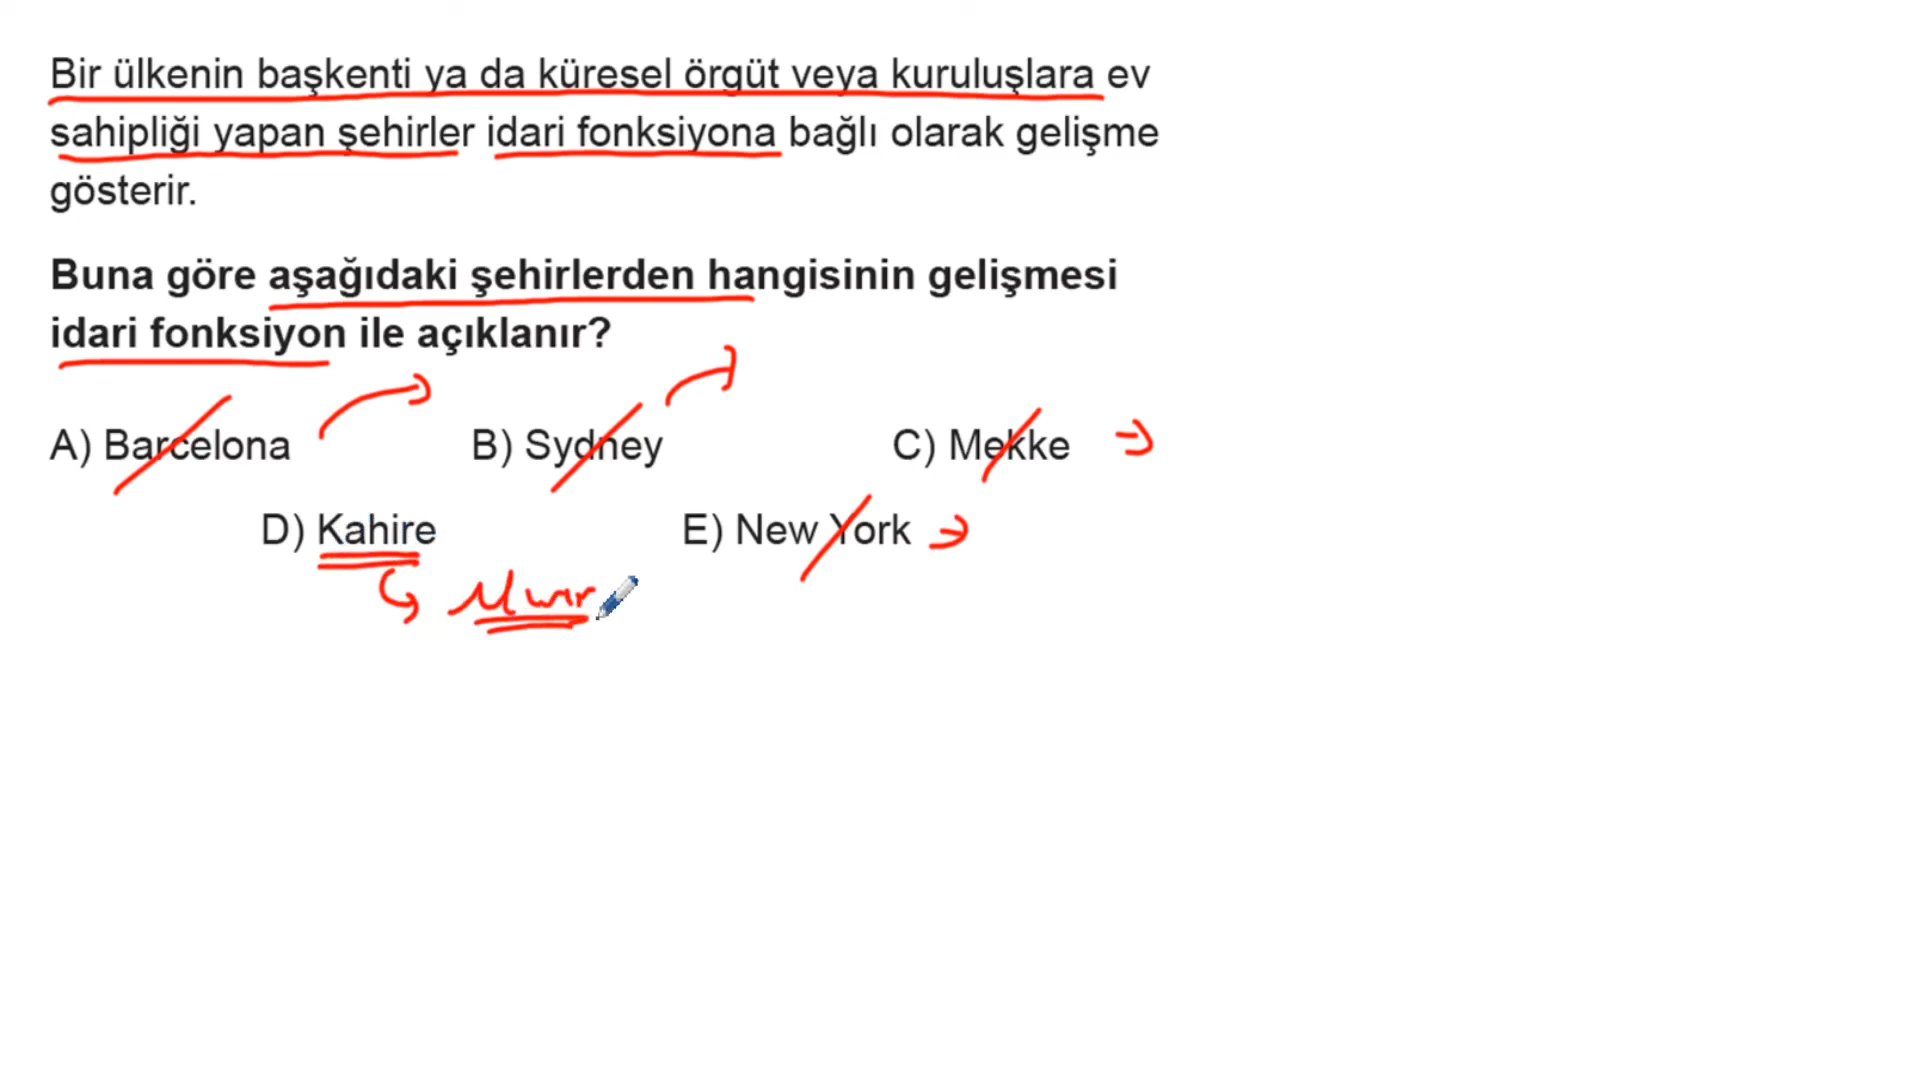 Bir ülkenin başkenti ya da küresel örgüt veya kuruluşlara ev
sahipliği yapan şehirler idari fonksiyona bağlı olarak gelişme
gösterir.
Buna göre aşağıdaki şehirlerden hangisinin gelişmesi
idari fonksiyon ile açıklanır?
A) Barcelona B) Sydney C) Mekke
D) Kahire E) New York